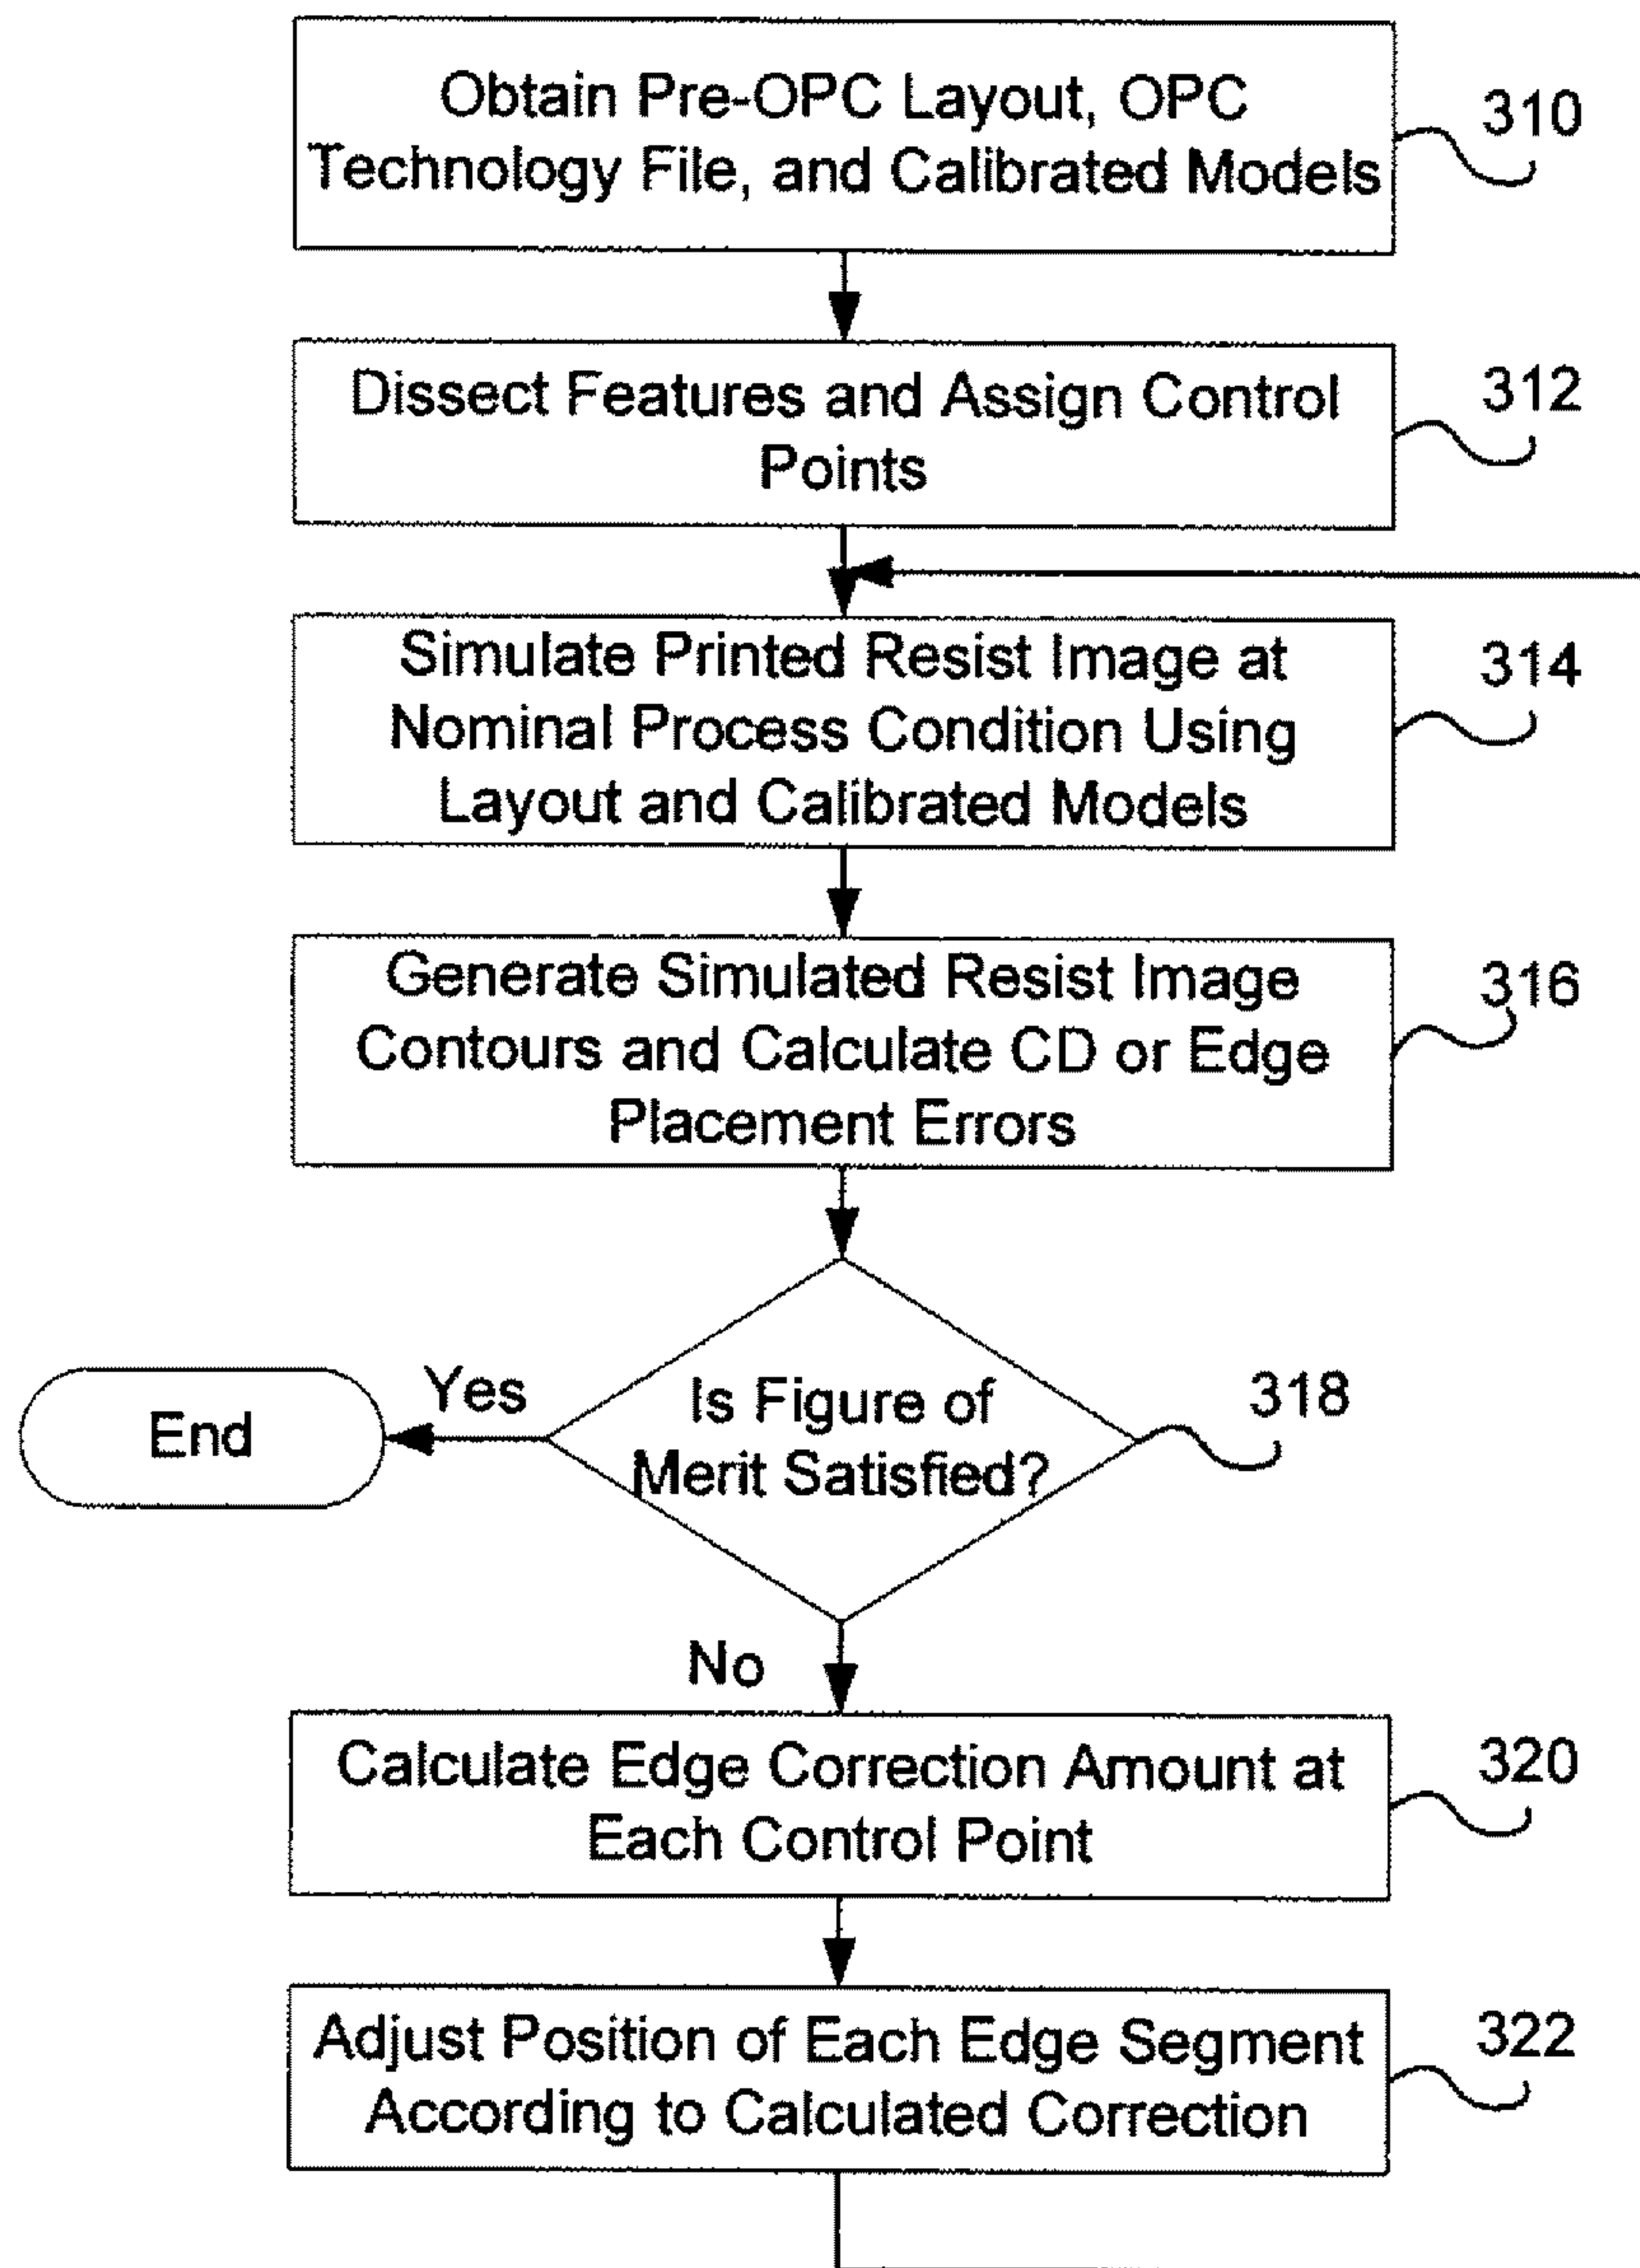 Obtain Pre-OPC Layout, OPC
Technology File, and Calibrated Models
310
Dissect Features and Assign Control
Points
312
Simulate Printed Resist Image at
Nominal Process Condition Using
Layout and Calibrated Models
314
Generate Simulated Resist Image
Contours and Calculate CD or Edge
Placement Errors
316
Is Figure of
Merit Satisfied?
318
Yes
End
No
Calculate Edge Correction Amount at
Each Control Point
320
Adjust Position of Each Edge Segment
According to Calculated Correction
322